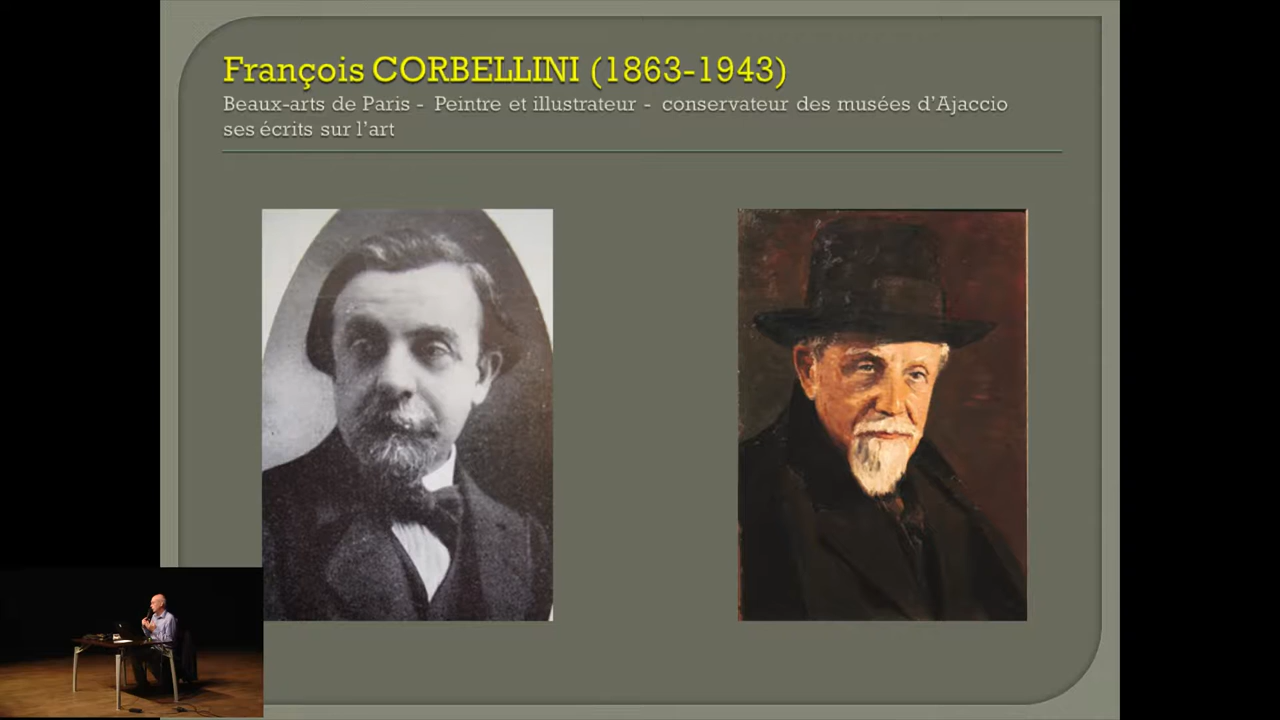 François CORBELLINI (1863-1943)
Beaux-arts de Paris - Peintre et illustrateur - conservateur des musées d’Ajaccio
ses écrits sur l’art